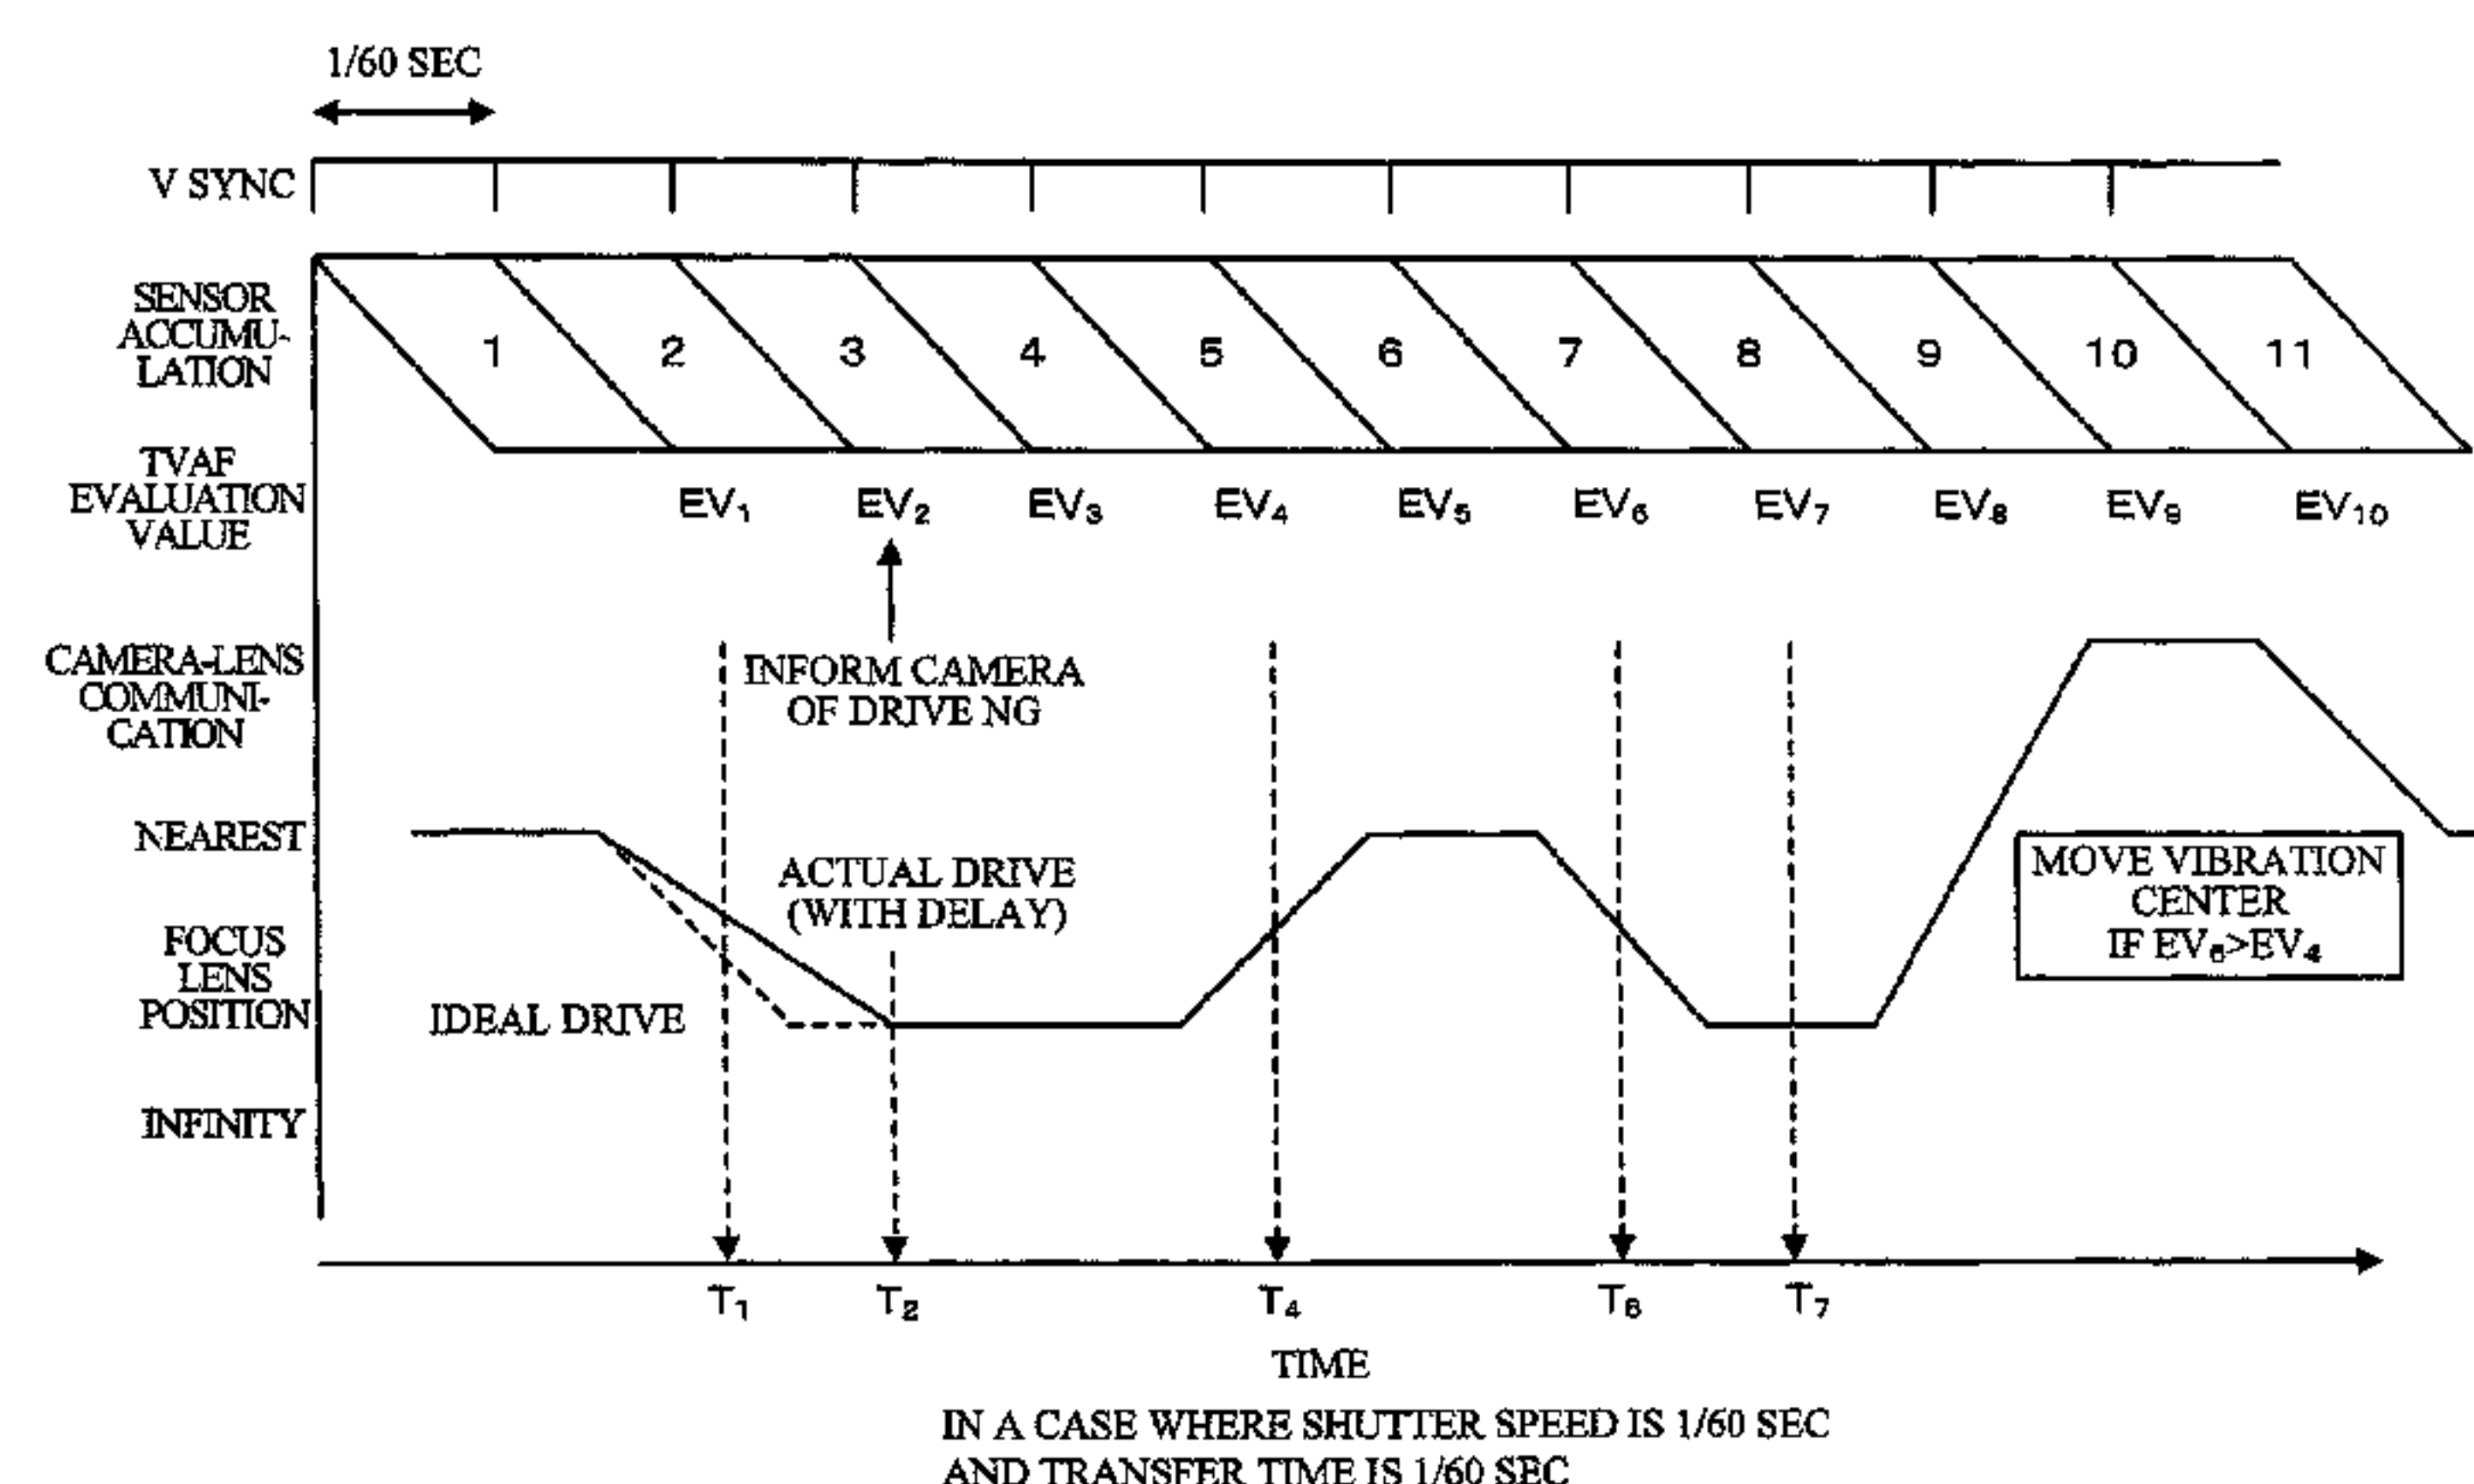 1/60 SEC
V SYNC
SENSOR
ACCUMU-
LATION
1 2 3 4 5 6 7 8 9 10 11
TVAF
EVALUATION
VALUE
EV₁ EV₂ EV₃ EV₄ EV₅ EV₆ EV₇ EV₈ EV₉ EV₁₀
CAMERA-LENS
COMMUNI-
CATION
INFORM CAMERA
OF DRIVE NG
NEAREST
ACTUAL DRIVE
(WITH DELAY)
MOVE VIBRATION
CENTER
IF EV₆>EV₄
FOCUS
LENS
POSITION
IDEAL DRIVE
INFINITY
T₁ T₂ T₄ T₆ T₇
TIME
IN A CASE WHERE SHUTTER SPEED IS 1/60 SEC
AND TRANSFER TIME IS 1/60 SEC